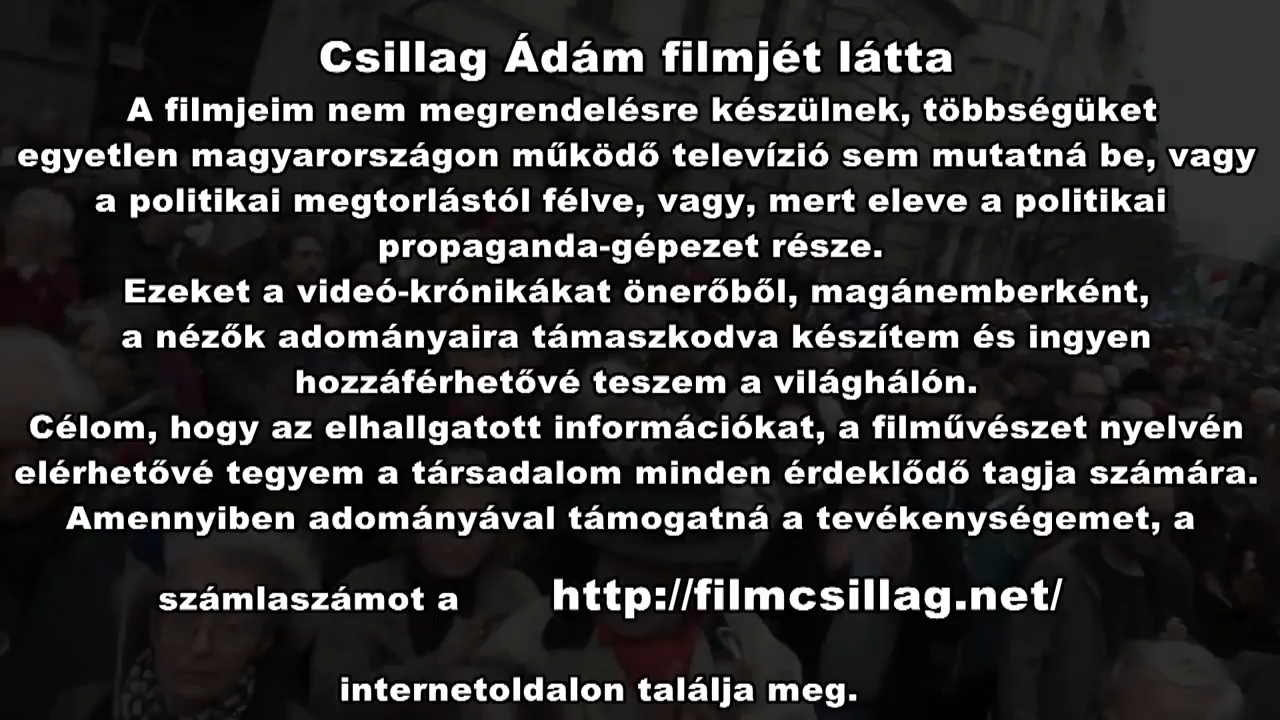 Csillag Ádám filmjét látta
A filmjeim nem megrendelésre készülnek, többségüket
egyetlen magyarországon működő televízió sem mutatná be, vagy
a politikai megtorlástól félve, vagy, mert eleve a politikai
propaganda-gépezet része.
Ezeket a videó-krónikákat önerőből, magánemberként,
a nézők adományaira támaszkodva készítem és ingyen
hozzáférhetővé teszem a világhálón.
Célom, hogy az elhallgatott információkat, a filművészet nyelvén
elérhetővé tegyem a társadalom minden érdeklődő tagja számára.
Amennyiben adományával támogatná a tevékenységemet, a
számlaszámot a http://filmcsillag.net/
internetoldalon találja meg.